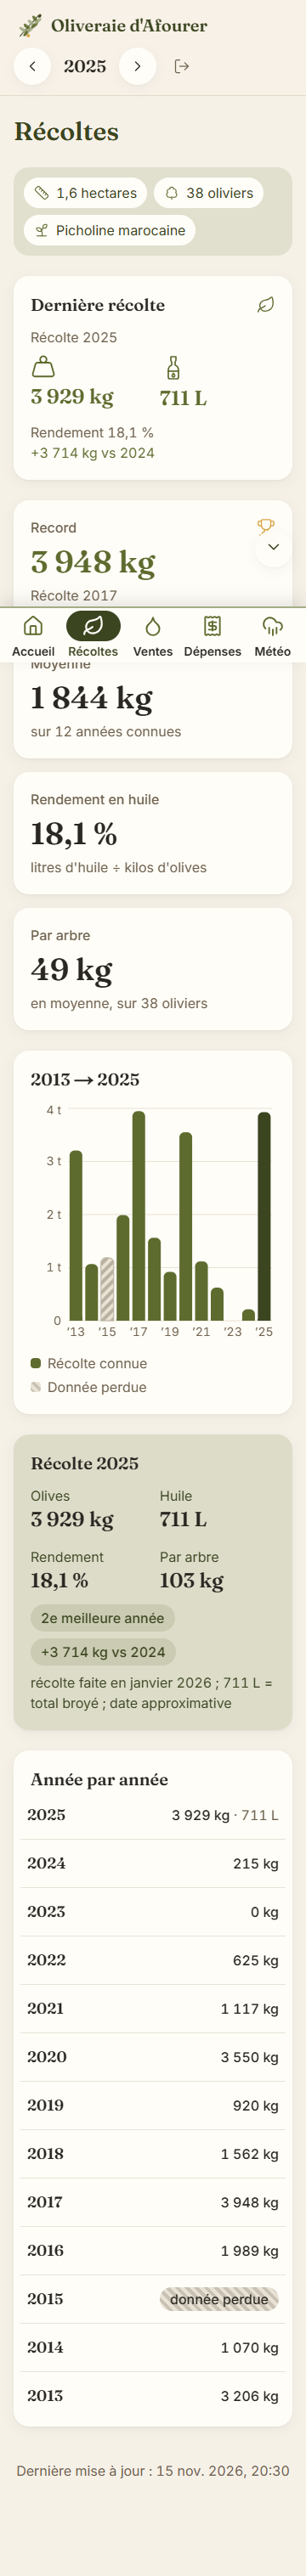 Oliveraie d'Afourer
2025
Récoltes
1,6 hectares
38 oliviers
Picholine marocaine
Dernière récolte
Récolte 2025
3 929 kg
711 L
Rendement 18,1 %
+3 714 kg vs 2024
Record
3 948 kg
Récolte 2017
Accueil
Récoltes
Ventes
Dépenses
Météo
Moyenne
1 844 kg
sur 12 années connues
Rendement en huile
18,1 %
litres d'huile ÷ kilos d'olives
Par arbre
49 kg
en moyenne, sur 38 oliviers
2013 → 2025
4 t
3 t
2 t
1 t
0
'13 '15 '17 '19 '21 '23 '25
Récolte connue
Donnée perdue
Récolte 2025
Olives
3 929 kg
Huile
711 L
Rendement
18,1 %
Par arbre
103 kg
2e meilleure année
+3 714 kg vs 2024
récolte faite en janvier 2026 ; 711 L =
total broyé ; date approximative
Année par année
2025 3 929 kg · 711 L
2024 215 kg
2023 0 kg
2022 625 kg
2021 1 117 kg
2020 3 550 kg
2019 920 kg
2018 1 562 kg
2017 3 948 kg
2016 1 989 kg
2015 donnée perdue
2014 1 070 kg
2013 3 206 kg
Dernière mise à jour : 15 nov. 2026, 20:30